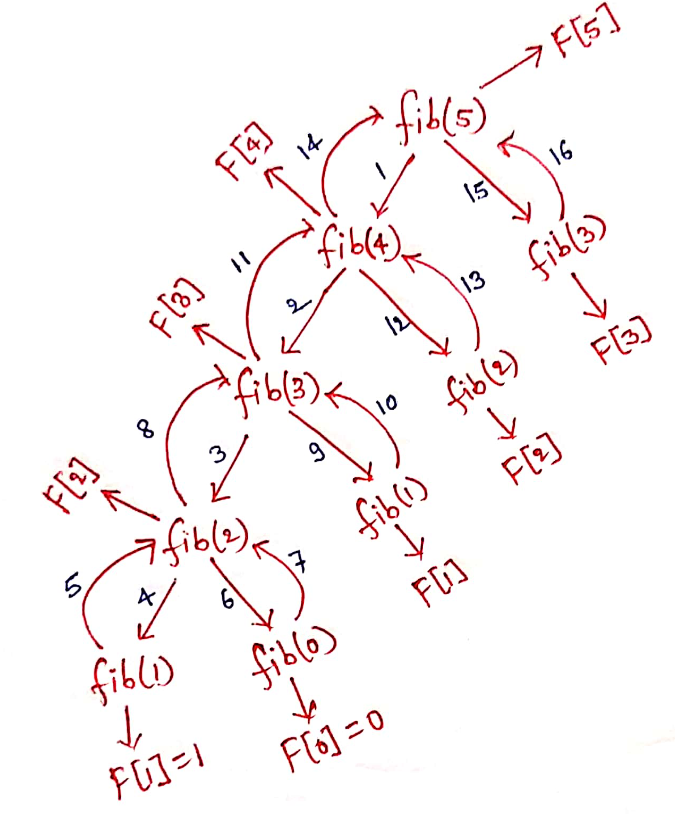 F[5]
fib(5)
F[4]
14
1
15
16
fib(4)
fib(3)
11
F[3]
2
12
13
F[3]
fib(3)
fib(2)
8
3
9
10
F[2]
F[2]
fib(2)
fib(1)
5
4
6
7
F[1]
fib(1)
fib(0)
F[1]=1
F[0]=0